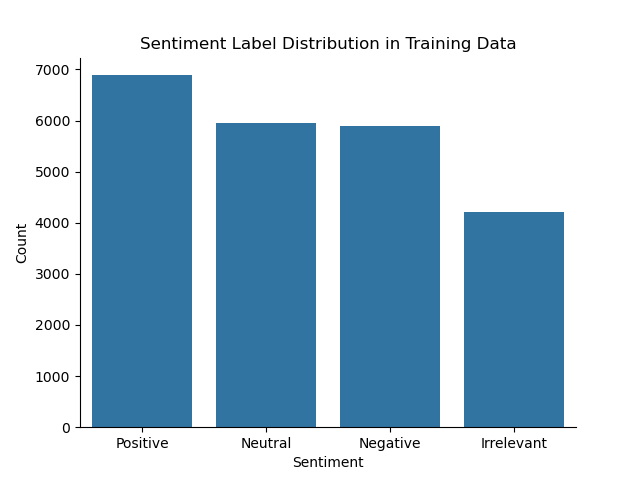 Sentiment Label Distribution in Training Data
7000
6000
5000
4000
3000
2000
1000
0
Count
Positive Neutral Negative Irrelevant
Sentiment